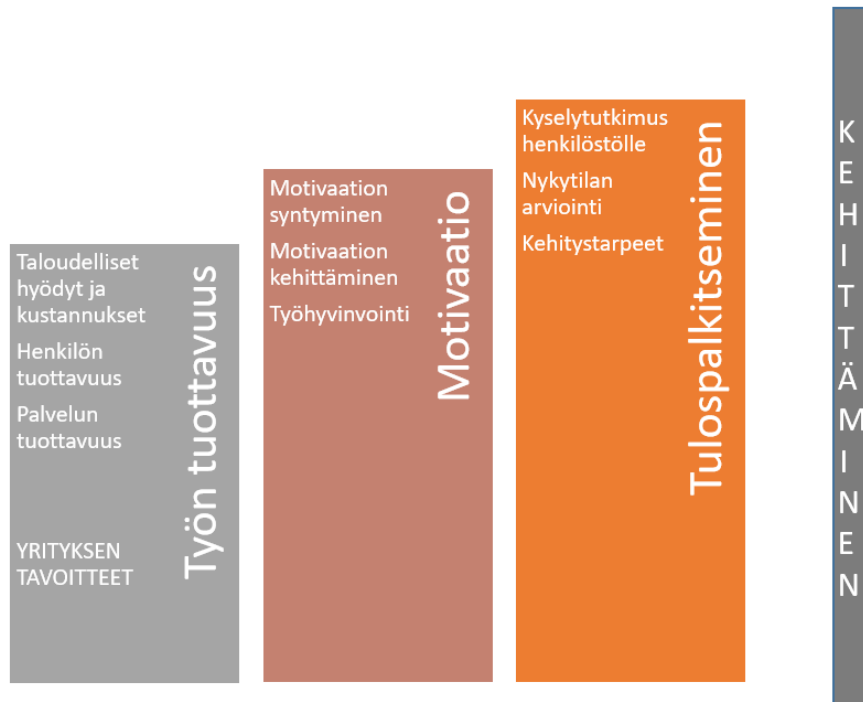 Taloudelliset
hyödyt ja
kustannukset
Henkilön
tuottavuus
Palvelun
tuottavuus
YRITYKSEN
TAVOITTEET
Työn tuottavuus
Motivaation
syntyminen
Motivaation
kehittäminen
Työhyvinvointi
Motivaatio
Kyselytutkimus
henkilöstölle
Nykytilan
arviointi
Kehitystarpeet
Tulospalkitseminen
KEHITTÄMINEN